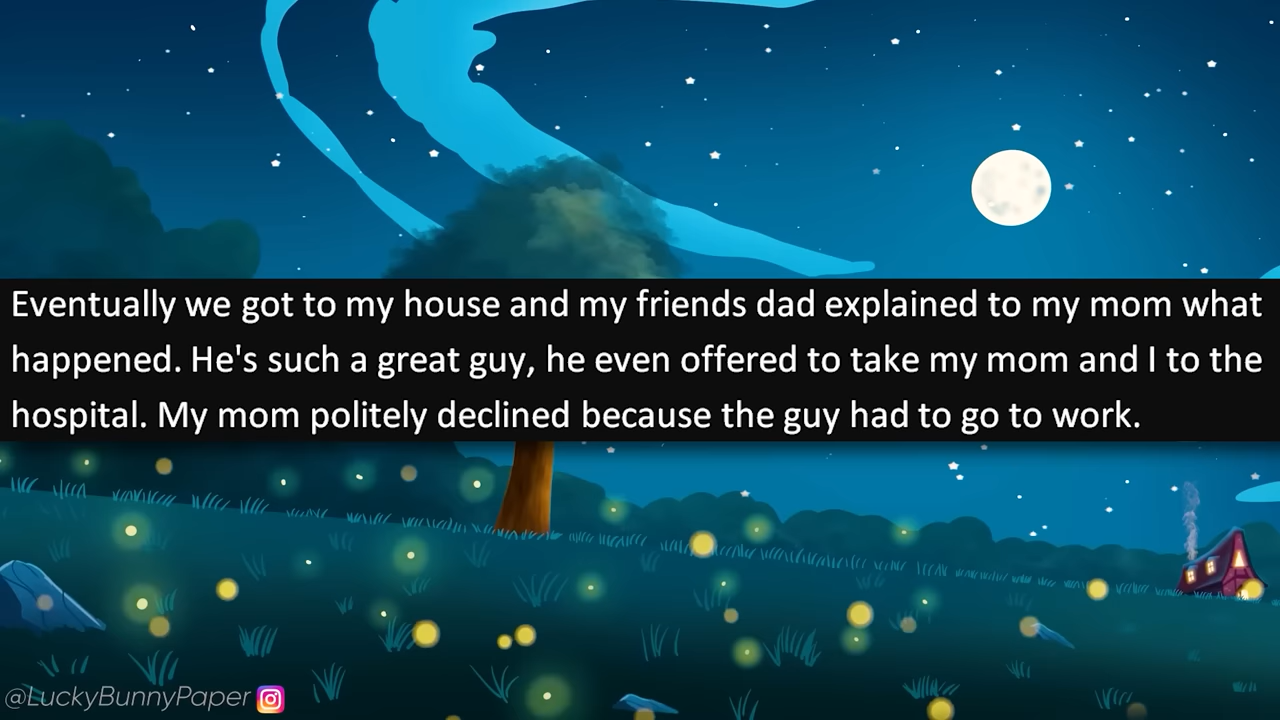 Eventually we got to my house and my friends dad explained to my mom what
happened. He's such a great guy, he even offered to take my mom and I to the
hospital. My mom politely declined because the guy had to go to work.
@LuckyBunnyPaper